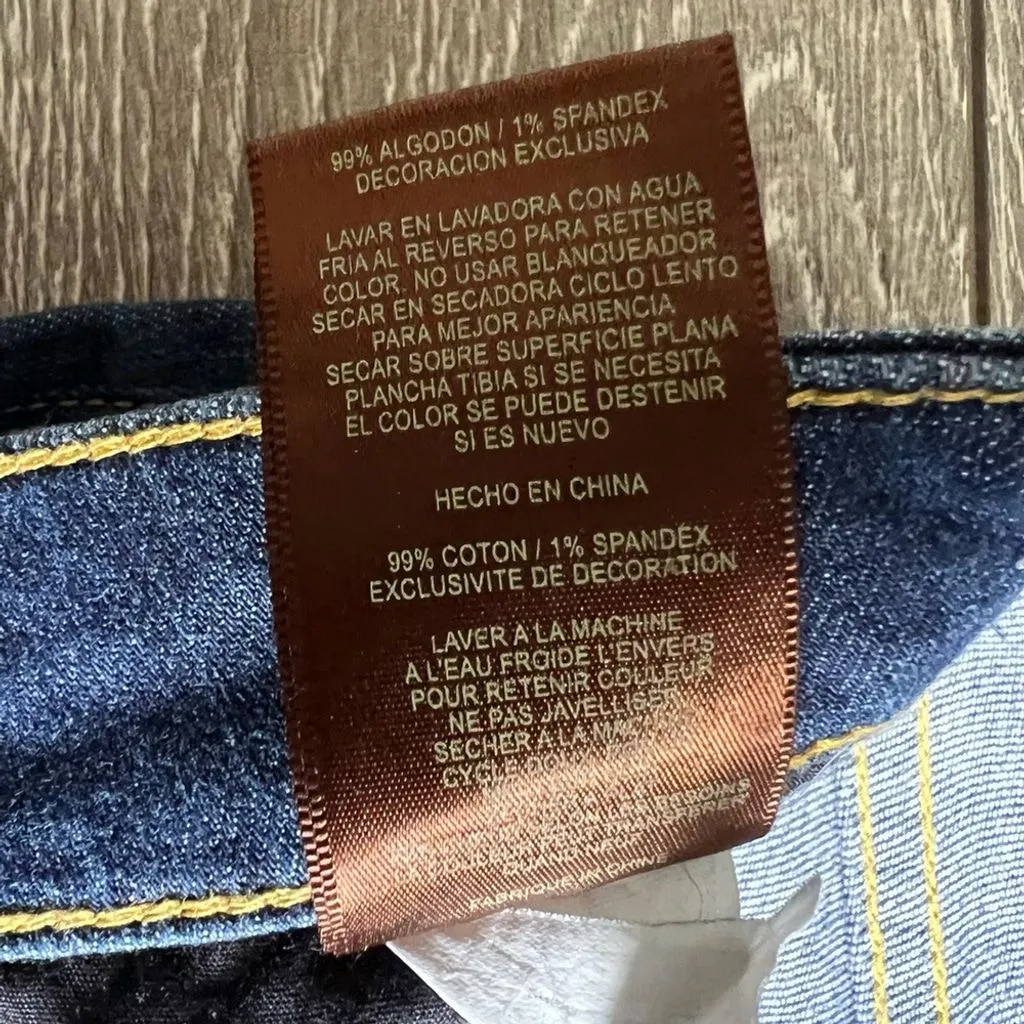 99% ALGODON / 1% SPANDEX
DECORACION EXCLUSIVA
LAVAR EN LAVADORA CON AGUA
FRIA AL REVERSO PARA RETENER
COLOR. NO USAR BLANQUEADOR
SECAR EN SECADORA CICLO LENTO
PARA MEJOR APARIENCIA
SECAR SOBRE SUPERFICIE PLANA
PLANCHA TIBIA SI SE NECESITA
EL COLOR SE PUEDE DESTENIR
SI ES NUEVO
HECHO EN CHINA
99% COTON / 1% SPANDEX
EXCLUSIVITE DE DECORATION
LAVER A LA MACHINE
A L'EAU FROIDE L'ENVERS
POUR RETENIR COULEUR
NE PAS JAVELLISER
SECHER A LA